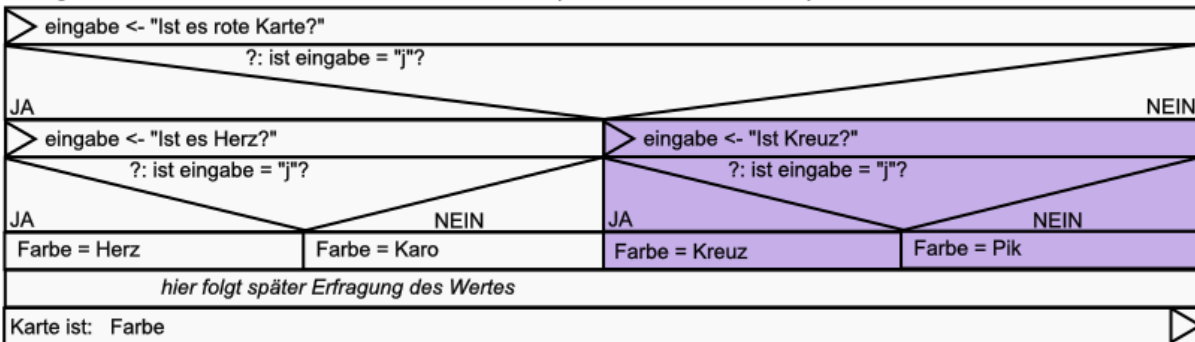 eingabe <- "Ist es rote Karte?"
?: ist eingabe = "j"?
JA
NEIN
eingabe <- "Ist es Herz?"
eingabe <- "Ist Kreuz?"
?: ist eingabe = "j"?
?: ist eingabe = "j"?
JA
NEIN
JA
NEIN
Farbe = Herz
Farbe = Karo
Farbe = Kreuz
Farbe = Pik
hier folgt später Erfragung des Wertes
Karte ist: Farbe